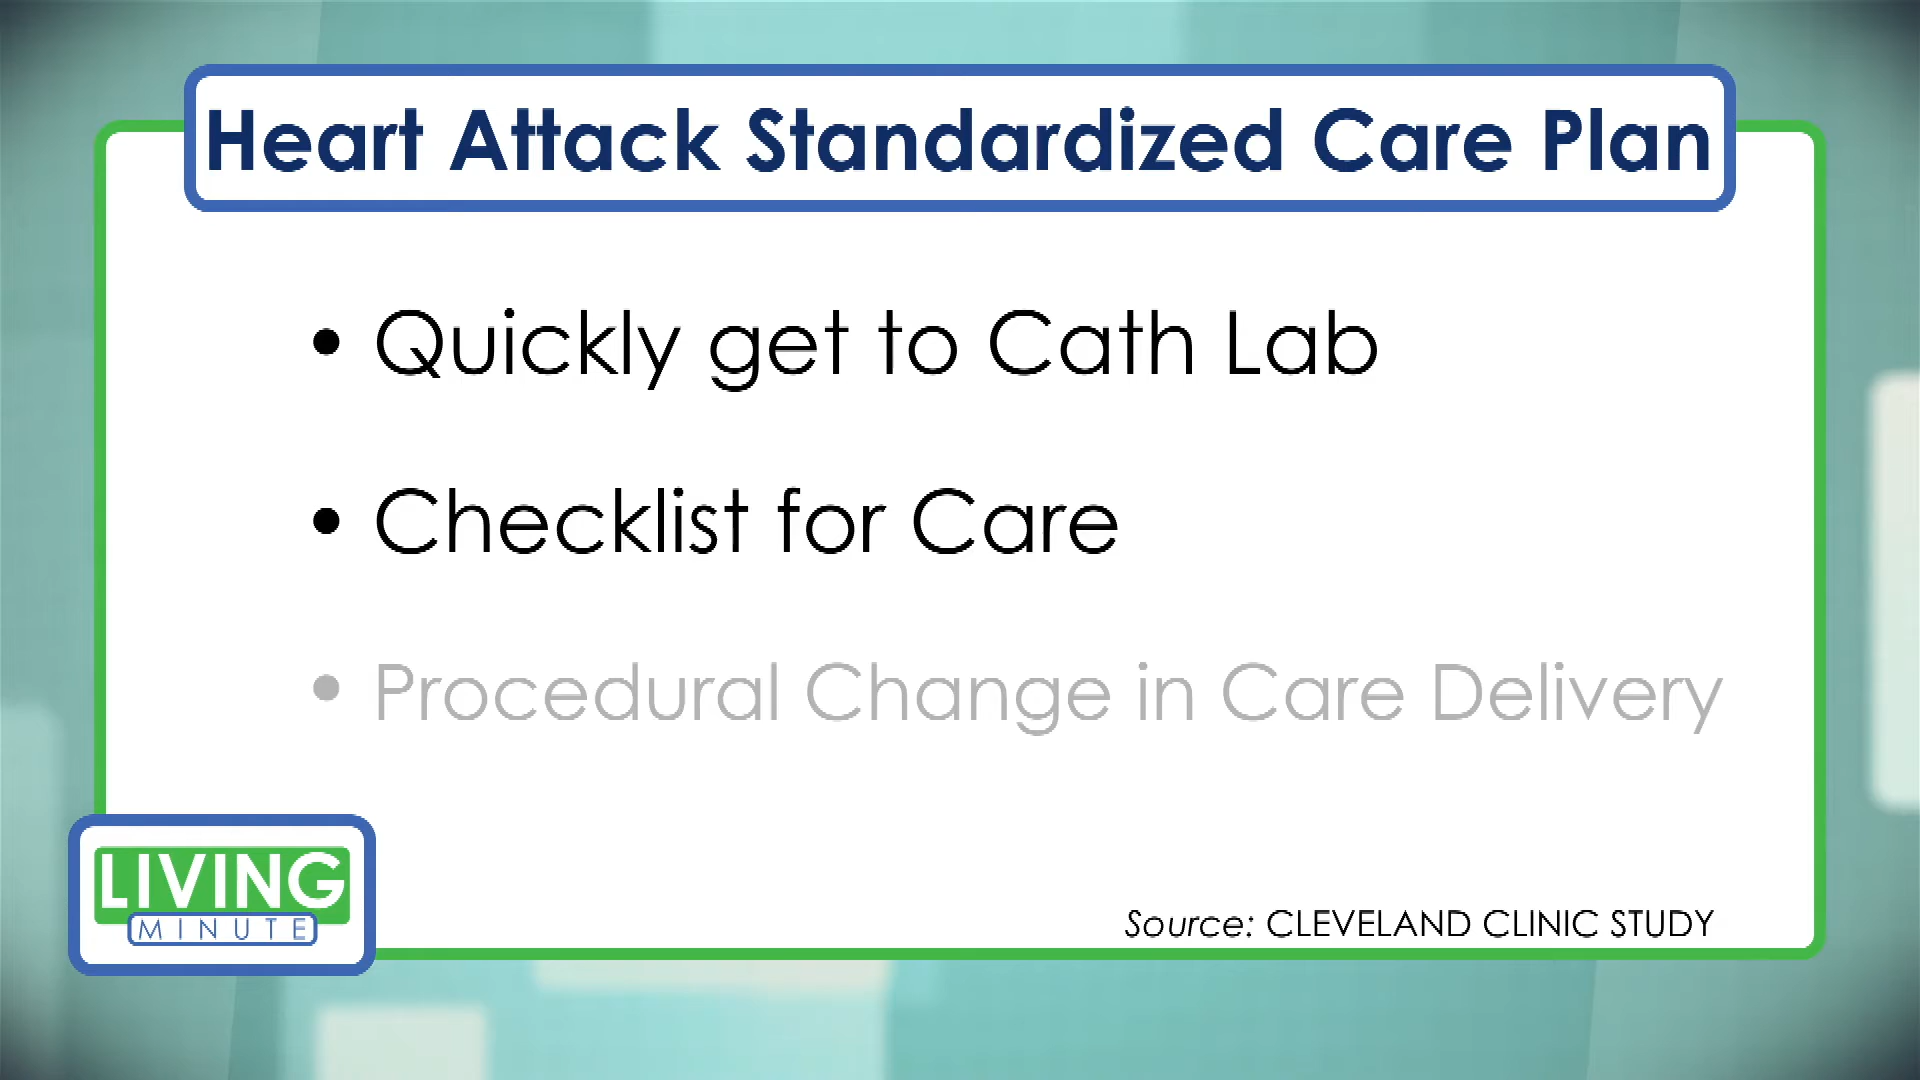 Heart Attack Standardized Care Plan
• Quickly get to Cath Lab
• Checklist for Care
• Procedural Change in Care Delivery
LIVING
MINUTE
Source: CLEVELAND CLINIC STUDY